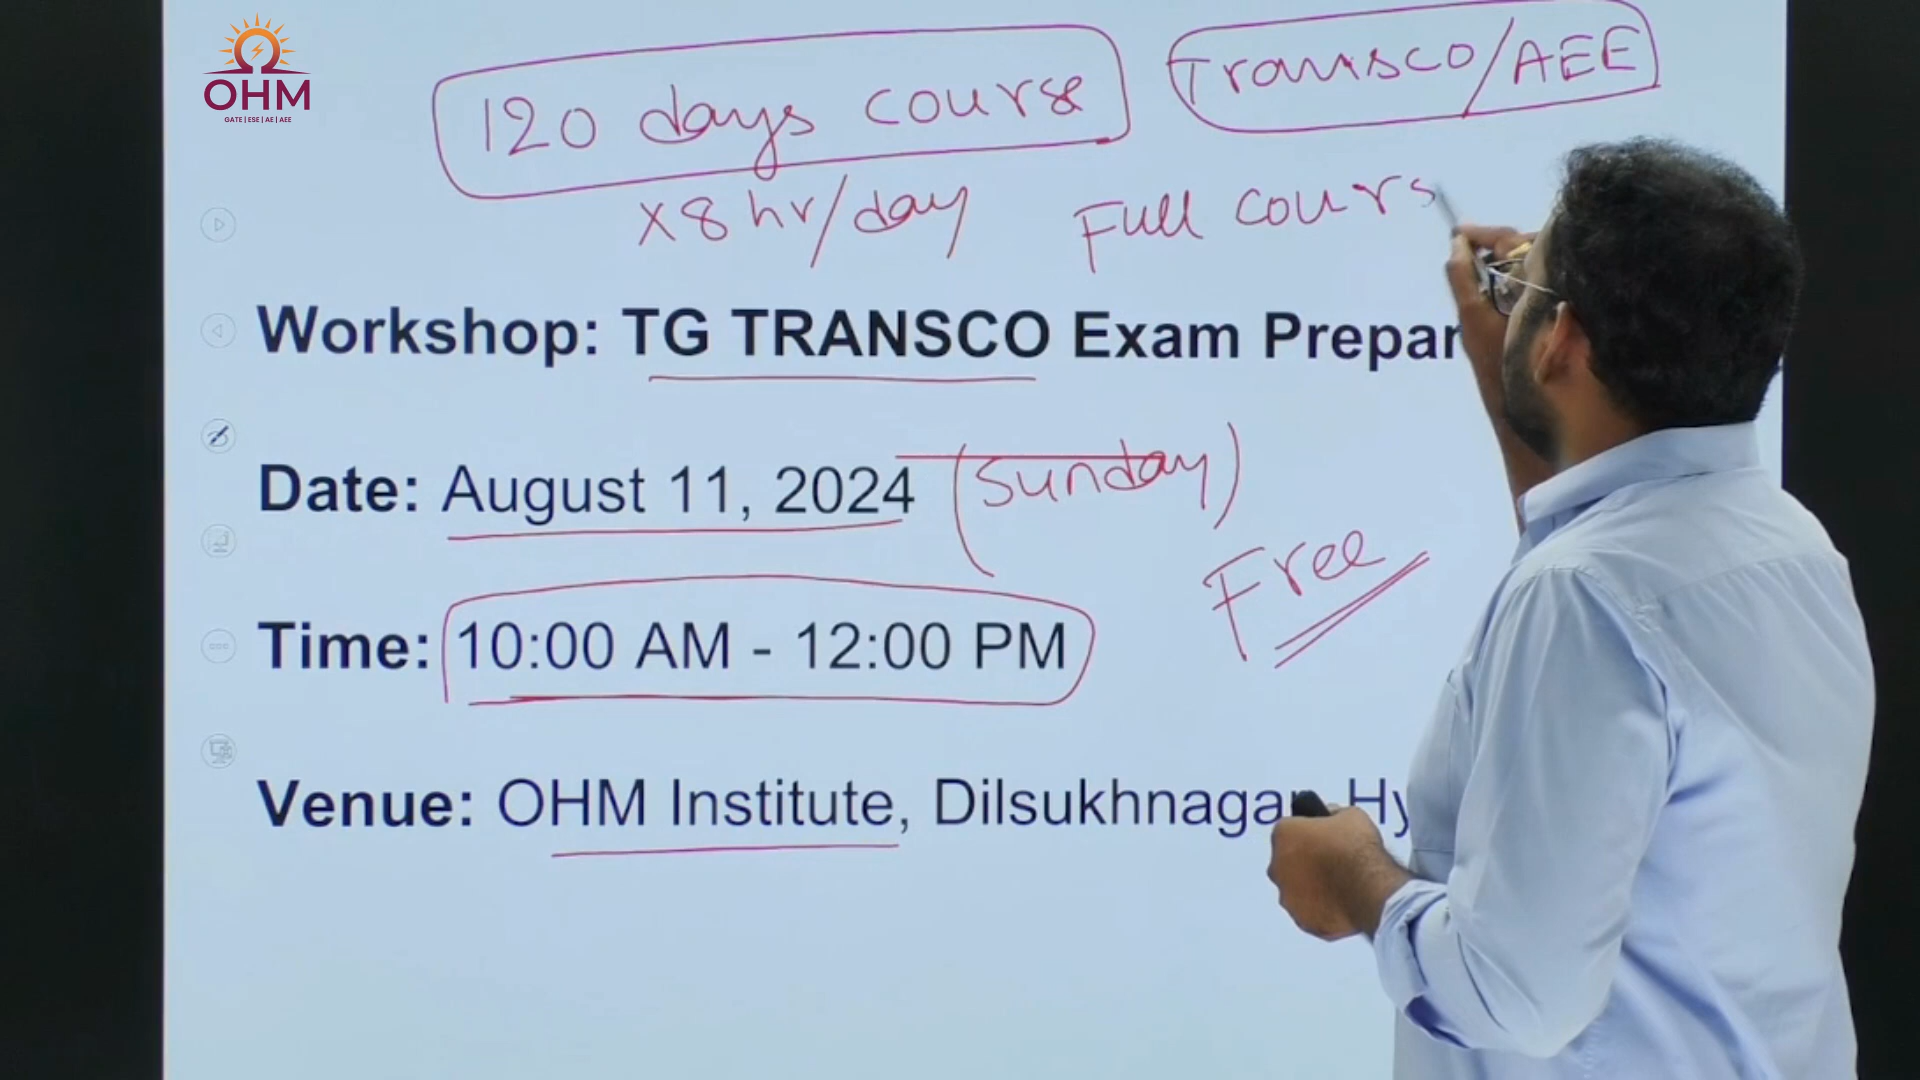 OHM
GATE | ESE | AE | AEE
120 days course
Transco/AEE
x8 hr/day
Full cours
Workshop: TG TRANSCO Exam Prepar
Date: August 11, 2024 (Sunday)
Free
Time: 10:00 AM - 12:00 PM
Venue: OHM Institute, Dilsukhnagar, Hy